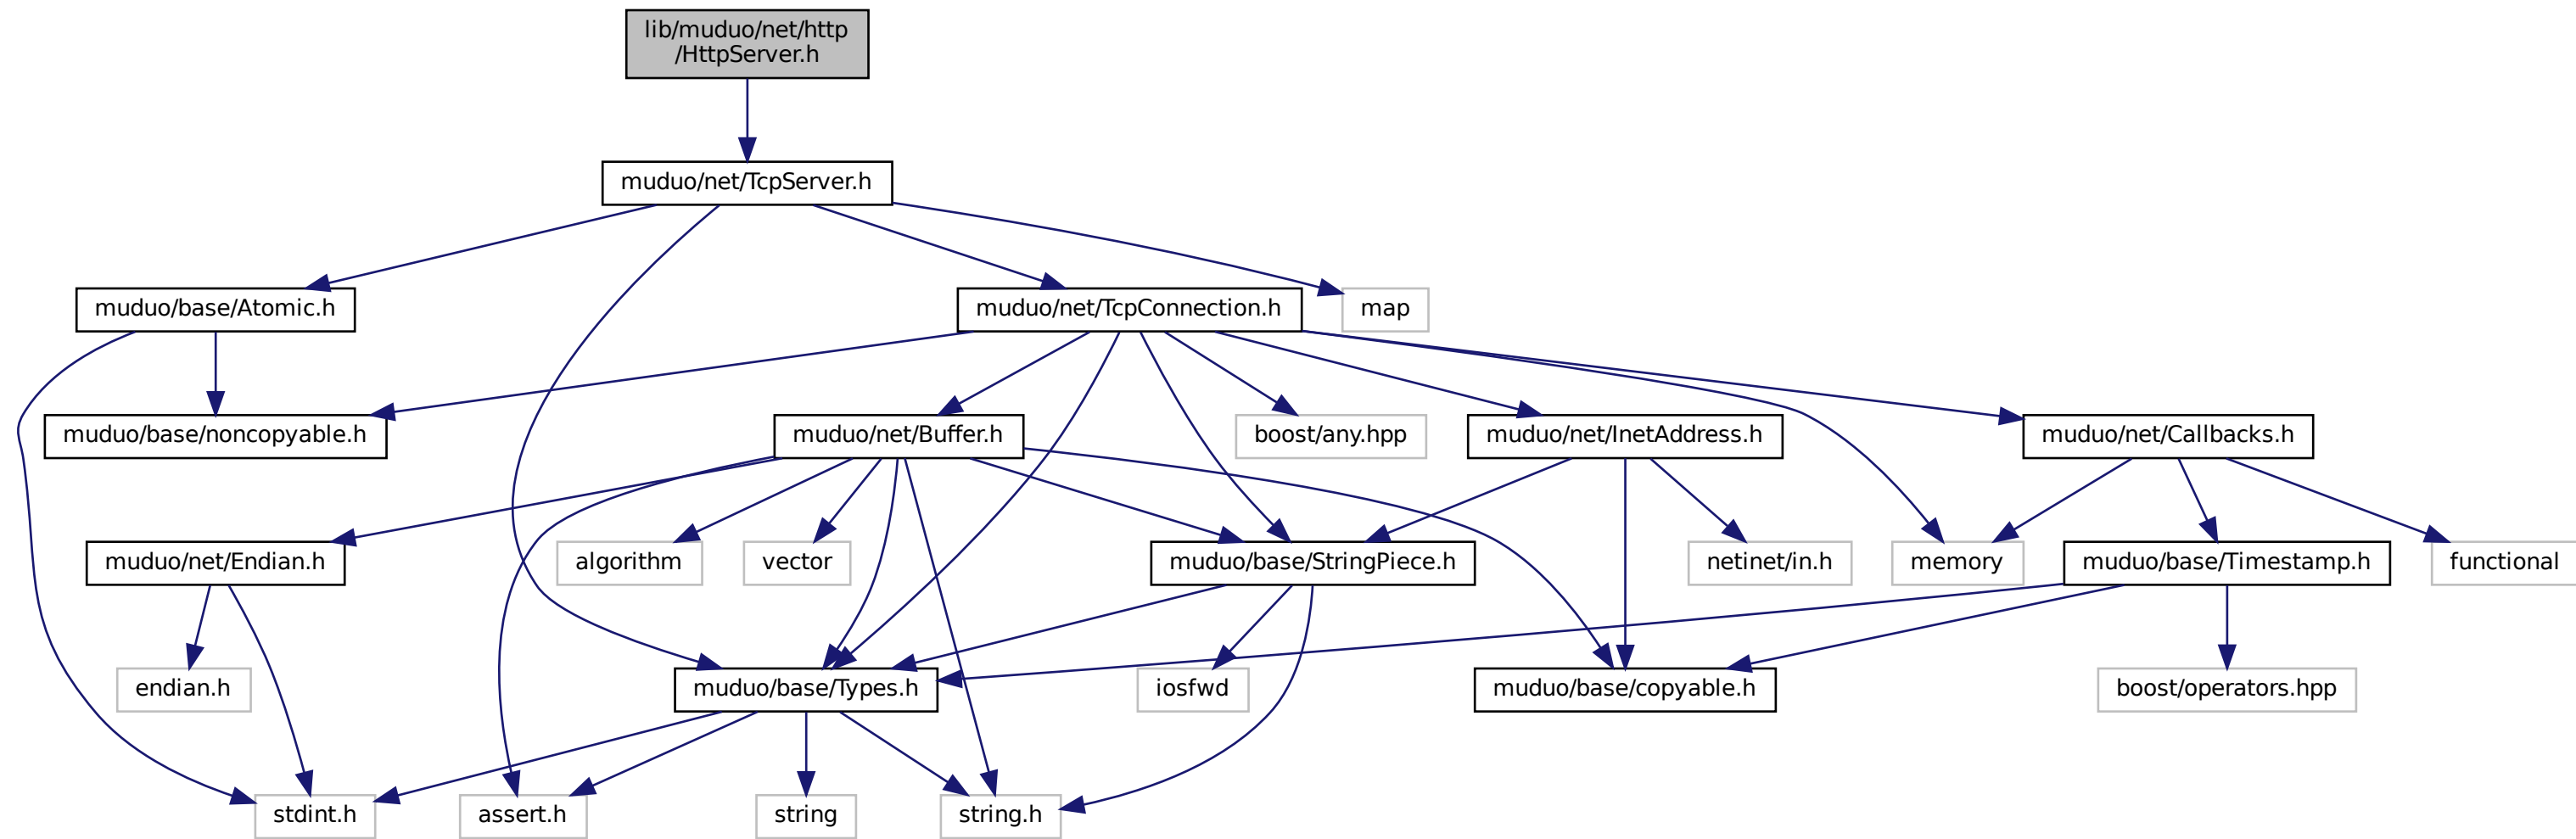 lib/muduo/net/http
/HttpServer.h
muduo/net/TcpServer.h
muduo/base/Atomic.h
muduo/net/TcpConnection.h
map
muduo/base/noncopyable.h
muduo/net/Buffer.h
boost/any.hpp
muduo/net/InetAddress.h
muduo/net/Callbacks.h
muduo/net/Endian.h
algorithm
vector
muduo/base/StringPiece.h
netinet/in.h
memory
muduo/base/Timestamp.h
functional
endian.h
muduo/base/Types.h
iosfwd
muduo/base/copyable.h
boost/operators.hpp
stdint.h
assert.h
string
string.h